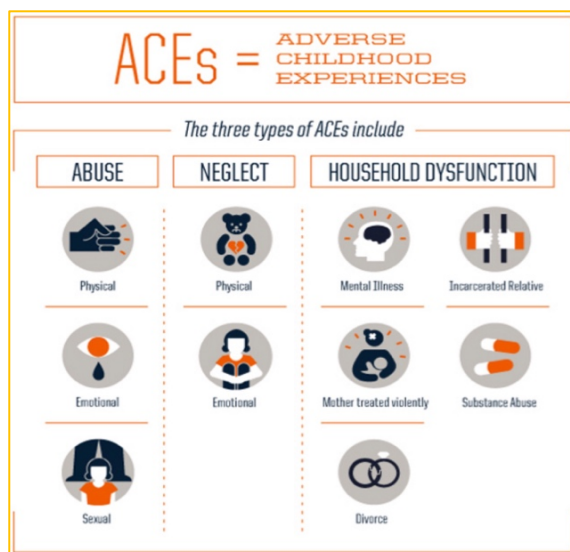 ACEs = ADVERSE
CHILDHOOD
EXPERIENCES
The three types of ACEs include
ABUSE
NEGLECT
HOUSEHOLD DYSFUNCTION
Physical
Physical
Mental Illness
Incarcerated Relative
Emotional
Emotional
Mother treated violently
Substance Abuse
Sexual
Divorce